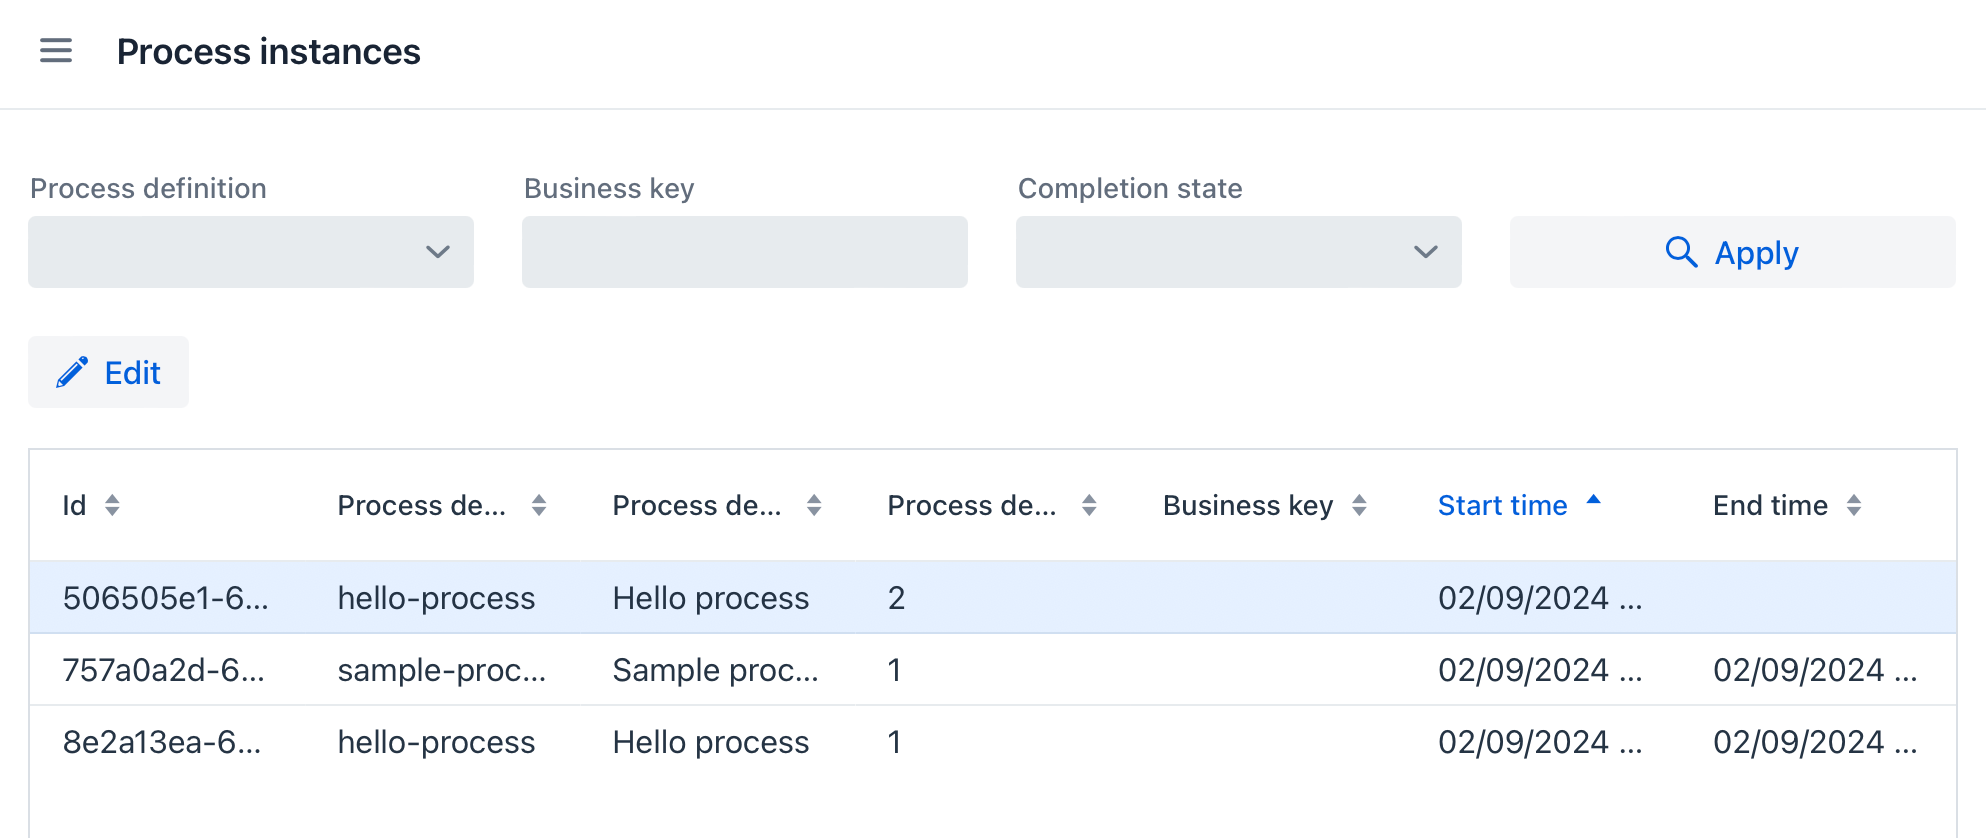 Process instances
Process definition Business key Completion state
Apply
Edit
Id Process de... Process de... Process de... Business key Start time End time
506505e1-6... hello-process Hello process 2 02/09/2024 ...
757a0a2d-6... sample-proc... Sample proc... 1 02/09/2024 ... 02/09/2024 ...
8e2a13ea-6... hello-process Hello process 1 02/09/2024 ... 02/09/2024 ...